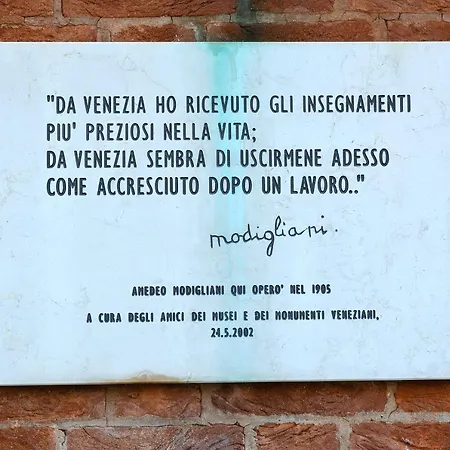 "DA VENEZIA HO RICEVUTO GLI INSEGNAMENTI
PIU' PREZIOSI NELLA VITA;
DA VENEZIA SEMBRA DI USCIRMENE ADESSO
COME ACCRESCIUTO DOPO UN LAVORO.."
modigliani.
AMEDEO MODIGLIANI QUI OPERO' NEL 1905
A CURA DEGLI AMICI DEI MUSEI E DEI MONUMENTI VENEZIANI,
24.5.2002